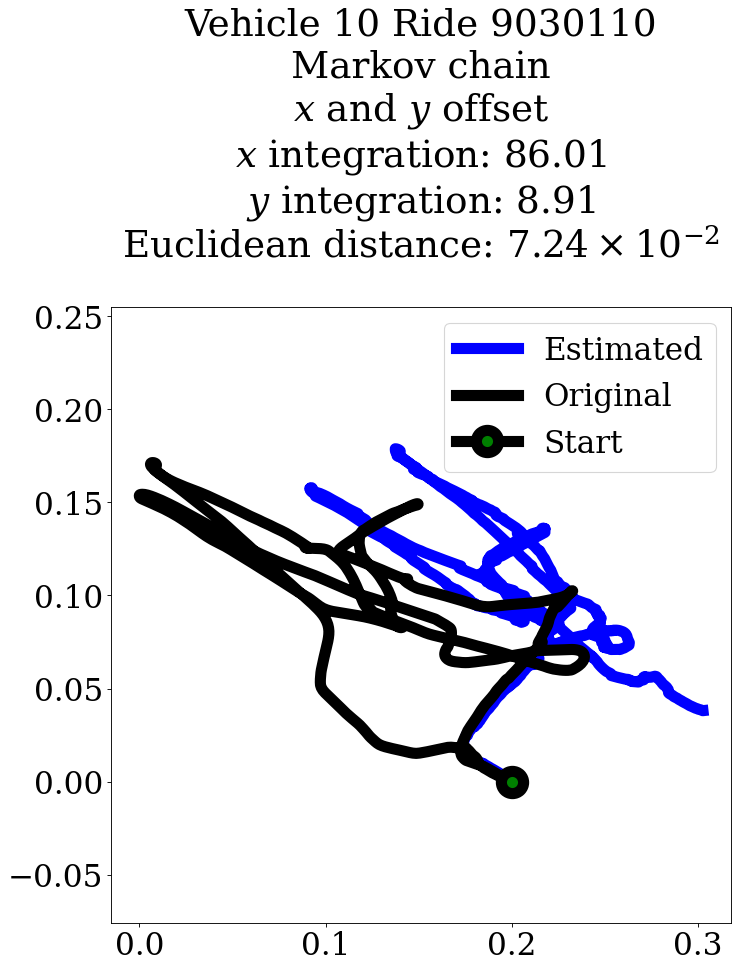 Vehicle 10 Ride 9030110
Markov chain
x and y offset
x integration: 86.01
y integration: 8.91
Euclidean distance: 7.24 × 10⁻²
0.25
0.20
0.15
0.10
0.05
0.00
−0.05
Estimated
Original
Start
0.0 0.1 0.2 0.3